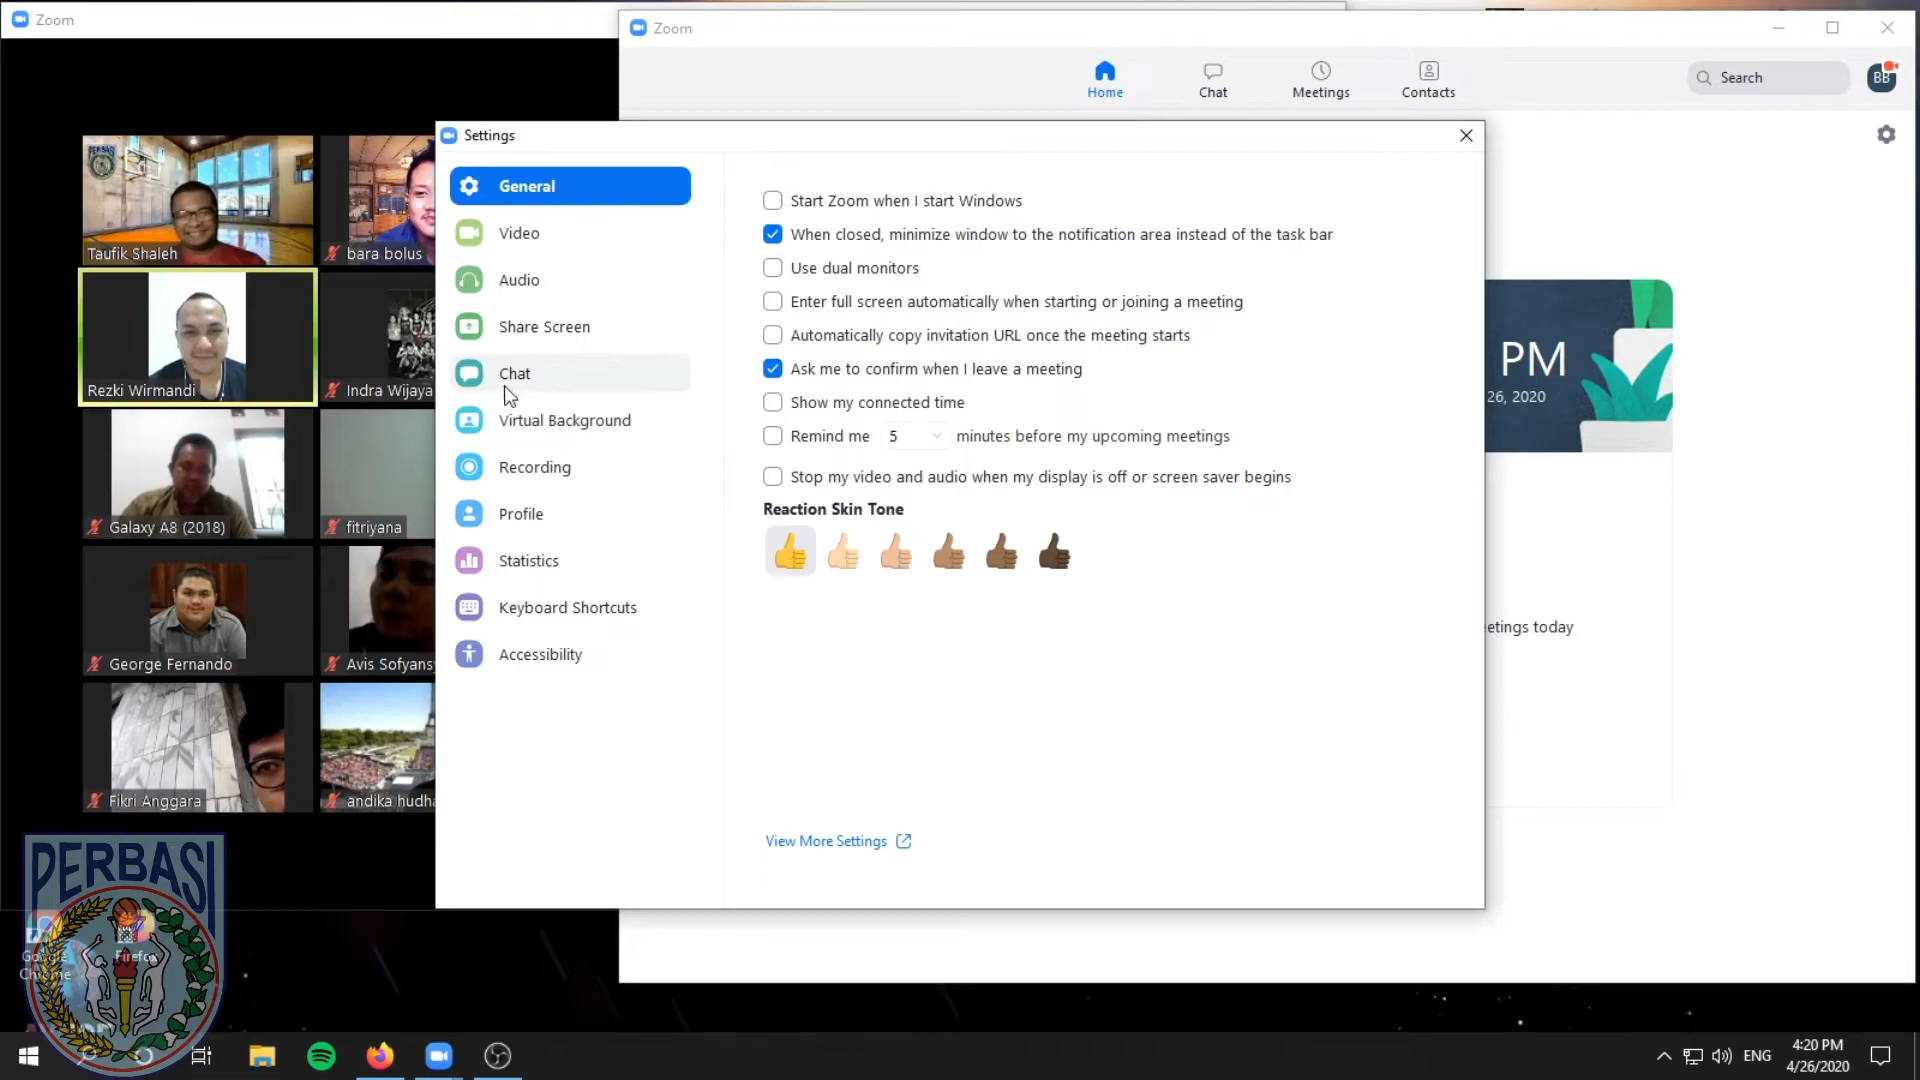 Zoom
Zoom
Home
Chat
Meetings
Contacts
Search
BB
Settings
General
Video
Audio
Share Screen
Chat
Virtual Background
Recording
Profile
Statistics
Keyboard Shortcuts
Accessibility
Start Zoom when I start Windows
When closed, minimize window to the notification area instead of the task bar
Use dual monitors
Enter full screen automatically when starting or joining a meeting
Automatically copy invitation URL once the meeting starts
Ask me to confirm when I leave a meeting
Show my connected time
Remind me 5 minutes before my upcoming meetings
Stop my video and audio when my display is off or screen saver begins
Reaction Skin Tone
View More Settings
PM
26, 2020
etings today
PERBASI
Taufik Shaleh
bara bolus
Rezki Wirmandi
Indra Wijaya
Galaxy A8 (2018)
fitriyana
George Fernando
Avis Sofyans
Fikri Anggara
andika hudha
PERBASI
Google Chrome
Firefox
ENG
4:20 PM
4/26/2020